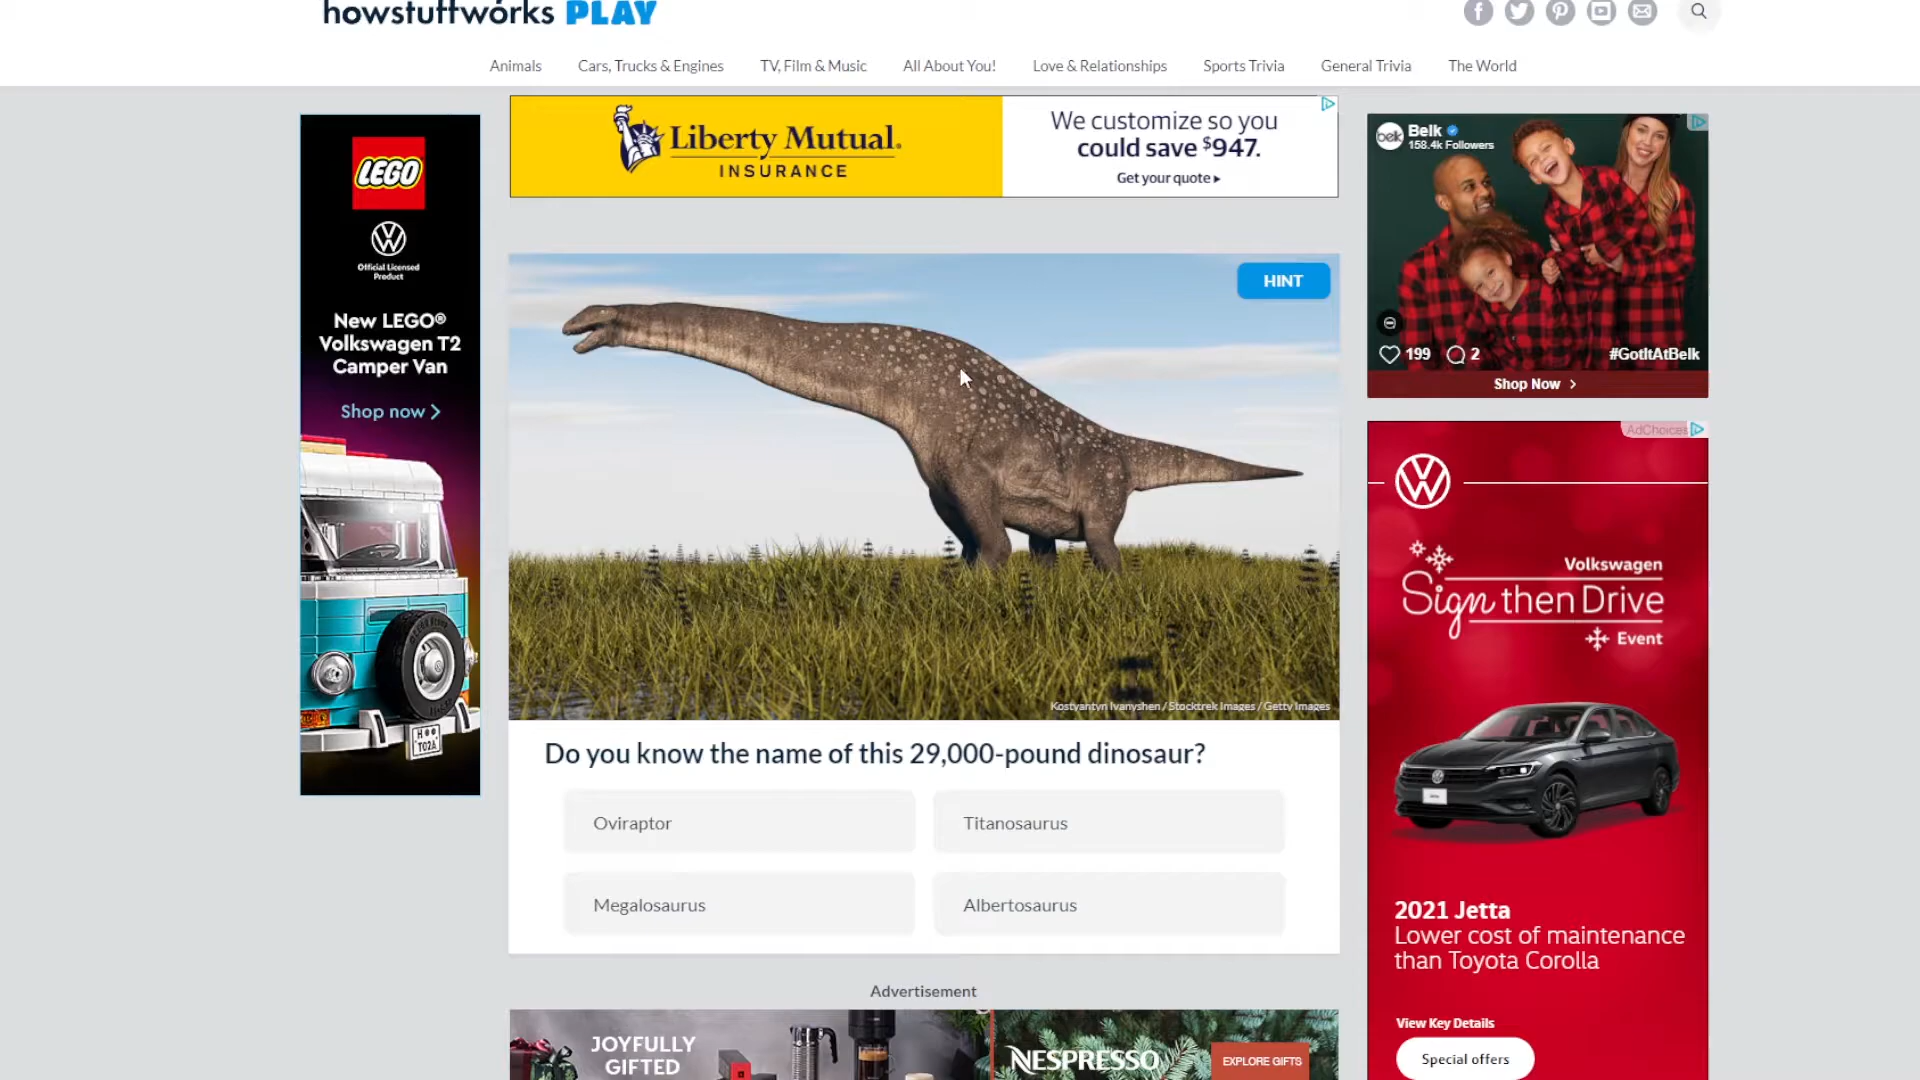 howstuffworks PLAY
Animals
Cars, Trucks & Engines
TV, Film & Music
All About You!
Love & Relationships
Sports Trivia
General Trivia
The World
LEGO
Official Licensed
Product
New LEGO®
Volkswagen T2
Camper Van
Shop now >
H
T02A
Liberty Mutual.
INSURANCE
We customize so you
could save $947.
Get your quote ▸
HINT
Kostyantyn Ivanyshen / Stocktrek Images / Getty Images
Do you know the name of this 29,000-pound dinosaur?
Oviraptor
Titanosaurus
Megalosaurus
Albertosaurus
Advertisement
JOYFULLY
GIFTED
NESPRESSO
EXPLORE GIFTS
belk
Belk
158.4k Followers
199
2
#GotItAtBelk
Shop Now >
AdChoices
Volkswagen
Sign then Drive
Event
2021 Jetta
Lower cost of maintenance
than Toyota Corolla
View Key Details
Special offers